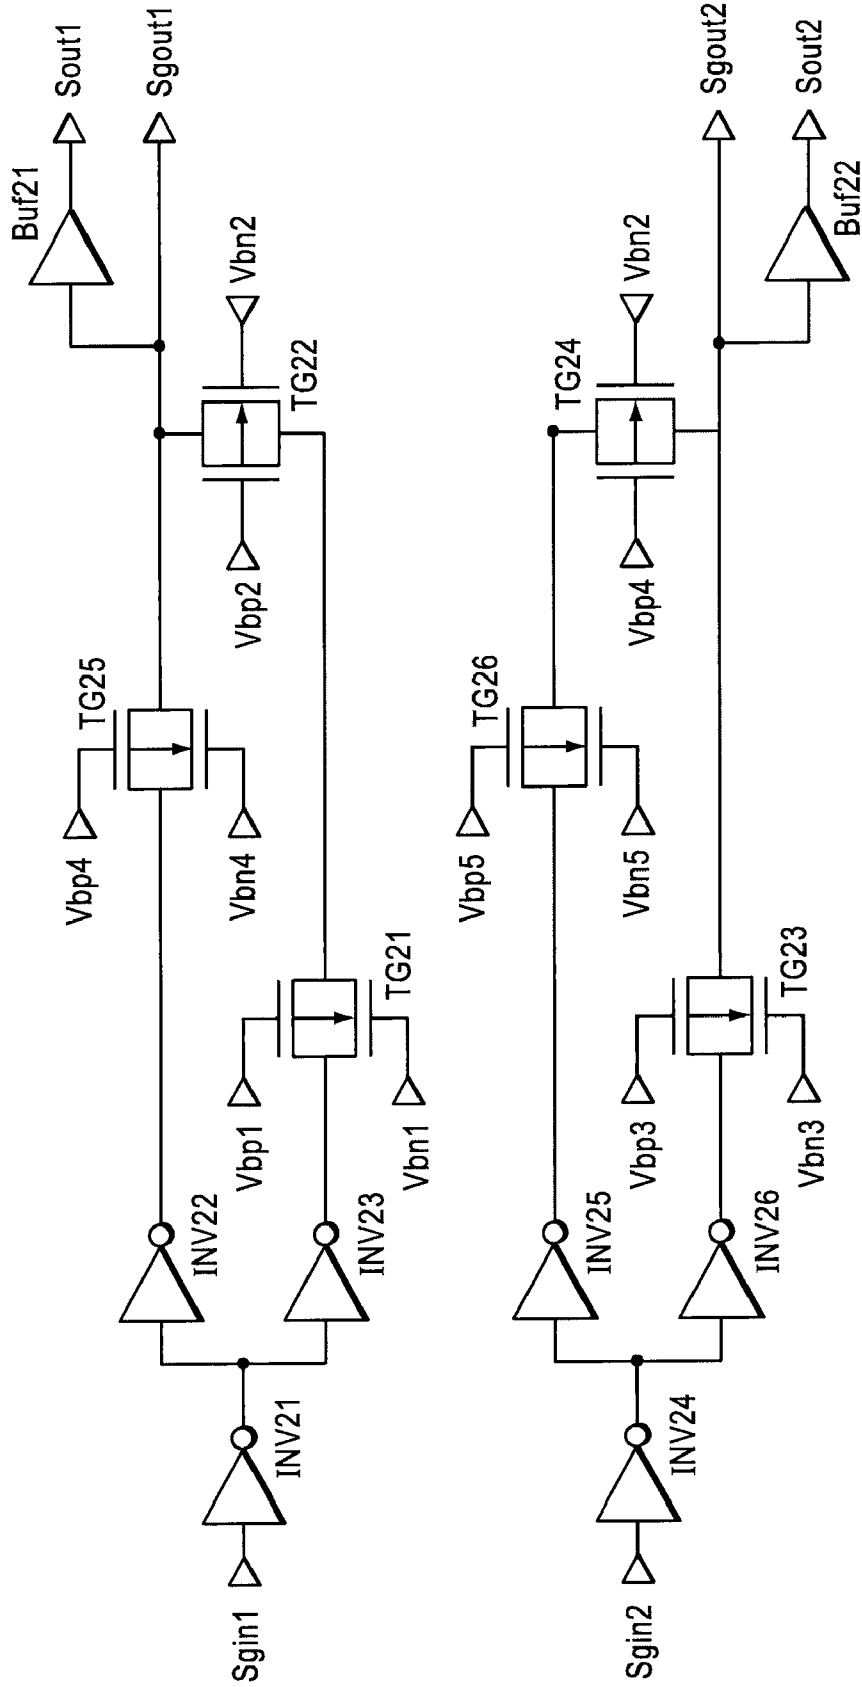 Sgin1
INV21
INV22
INV23
Vbp1
Vbn1
TG21
Vbp4
Vbn4
TG25
Vbp2
Vbn2
TG22
Buf21
Sout1
Sgout1
Sgin2
INV24
INV25
INV26
Vbp3
Vbn3
TG23
Vbp5
Vbn5
TG26
Vbp4
Vbn2
TG24
Sgout2
Sout2
Buf22